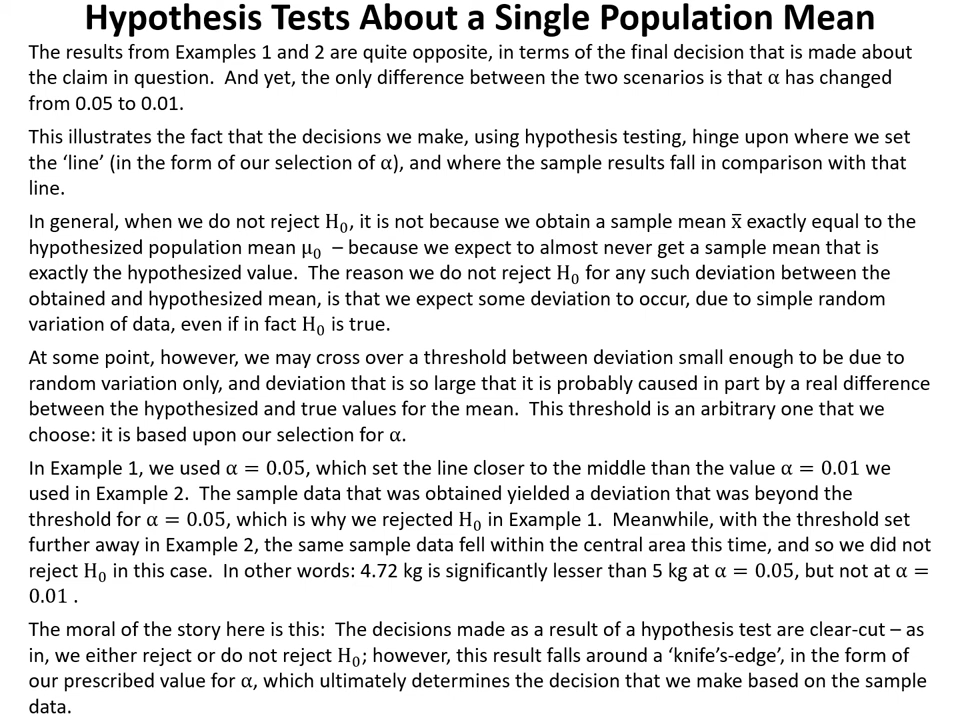 Hypothesis Tests About a Single Population Mean
The results from Examples 1 and 2 are quite opposite, in terms of the final decision that is made about
the claim in question.  And yet, the only difference between the two scenarios is that α has changed
from 0.05 to 0.01.
This illustrates the fact that the decisions we make, using hypothesis testing, hinge upon where we set
the ‘line’ (in the form of our selection of α), and where the sample results fall in comparison with that
line.
In general, when we do not reject H₀, it is not because we obtain a sample mean x̅ exactly equal to the
hypothesized population mean μ₀ – because we expect to almost never get a sample mean that is
exactly the hypothesized value.  The reason we do not reject H₀ for any such deviation between the
obtained and hypothesized mean, is that we expect some deviation to occur, due to simple random
variation of data, even if in fact H₀ is true.
At some point, however, we may cross over a threshold between deviation small enough to be due to
random variation only, and deviation that is so large that it is probably caused in part by a real difference
between the hypothesized and true values for the mean.  This threshold is an arbitrary one that we
choose: it is based upon our selection for α.
In Example 1, we used α = 0.05, which set the line closer to the middle than the value α = 0.01 we
used in Example 2.  The sample data that was obtained yielded a deviation that was beyond the
threshold for α = 0.05, which is why we rejected H₀ in Example 1.  Meanwhile, with the threshold set
further away in Example 2, the same sample data fell within the central area this time, and so we did not
reject H₀ in this case.  In other words: 4.72 kg is significantly lesser than 5 kg at α = 0.05, but not at α =
0.01 .
The moral of the story here is this:  The decisions made as a result of a hypothesis test are clear-cut – as
in, we either reject or do not reject H₀; however, this result falls around a ‘knife’s-edge’, in the form of
our prescribed value for α, which ultimately determines the decision that we make based on the sample
data.